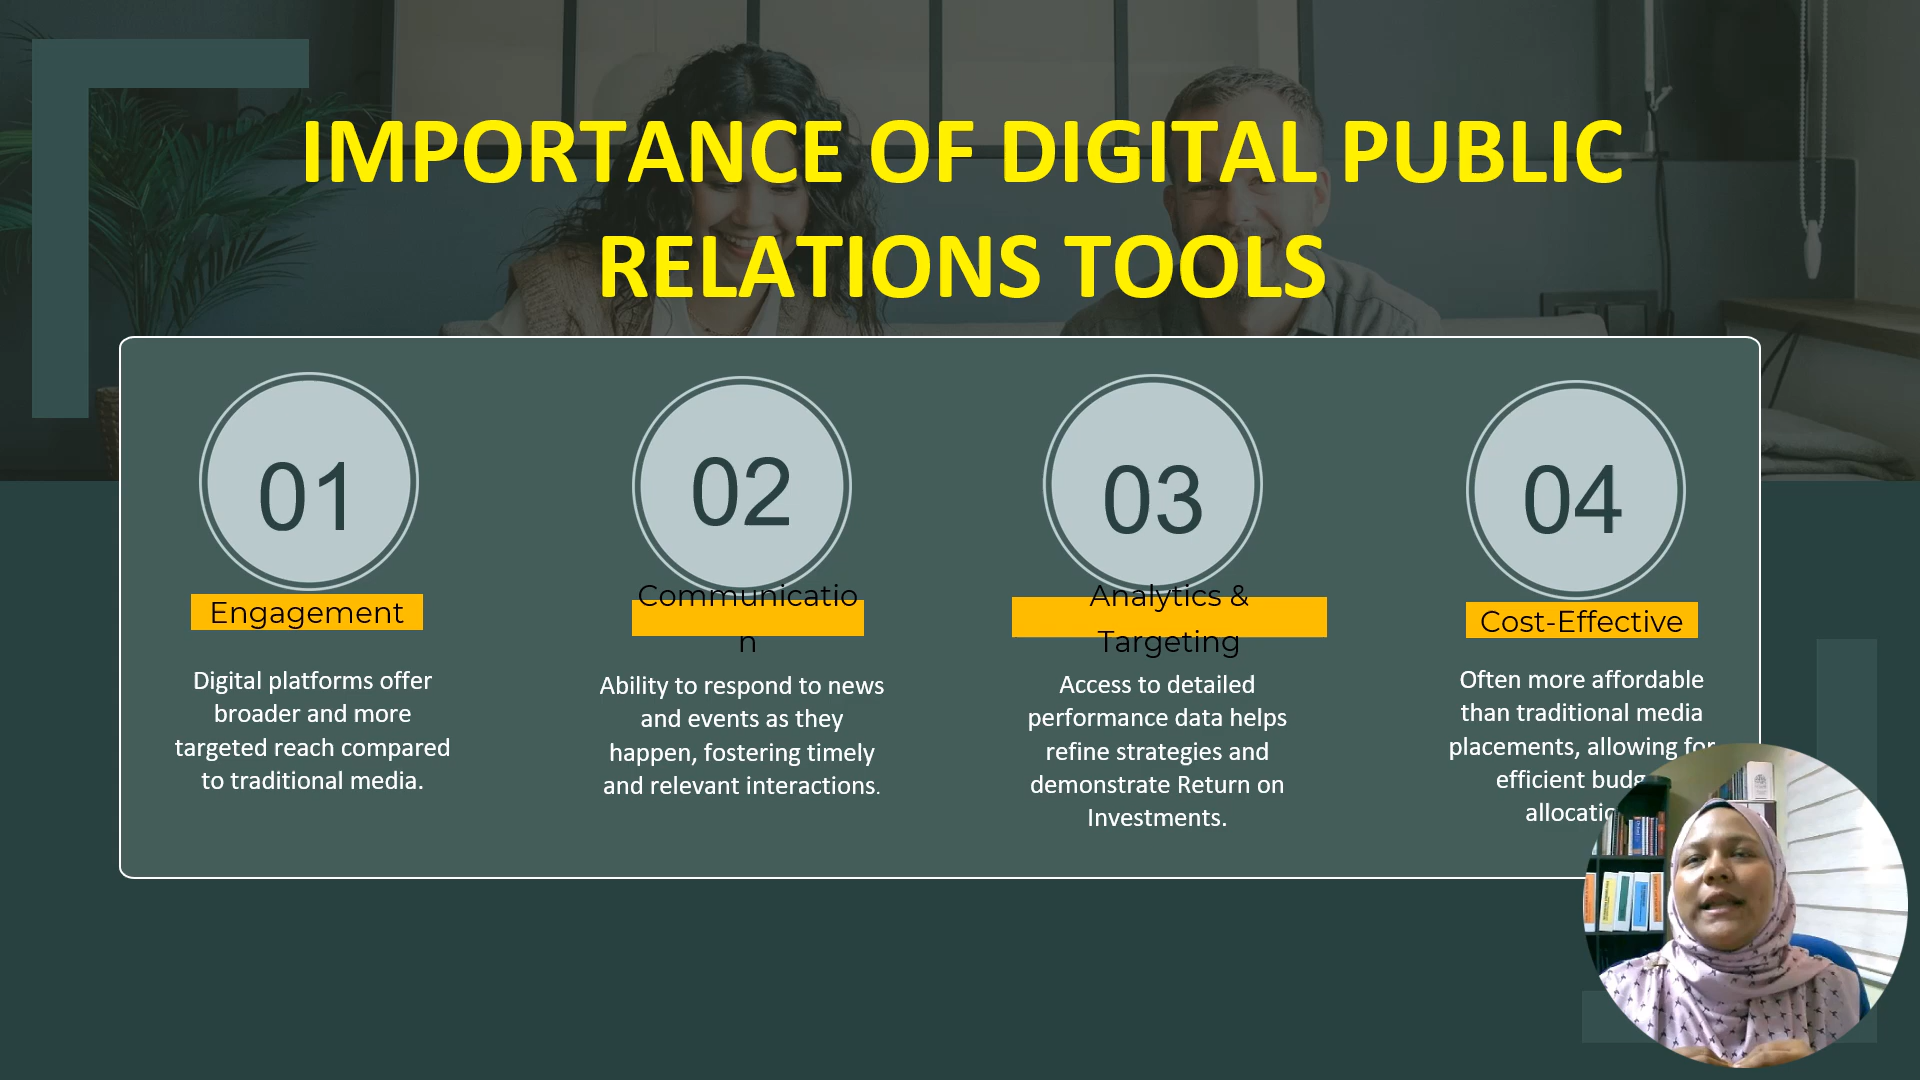 IMPORTANCE OF DIGITAL PUBLIC
RELATIONS TOOLS
01
Engagement
Digital platforms offer
broader and more
targeted reach compared
to traditional media.
02
Communicatio
n
Ability to respond to news
and events as they
happen, fostering timely
and relevant interactions.
03
Analytics &
Targeting
Access to detailed
performance data helps
refine strategies and
demonstrate Return on
Investments.
04
Cost-Effective
Often more affordable
than traditional media
placements, allowing for
efficient